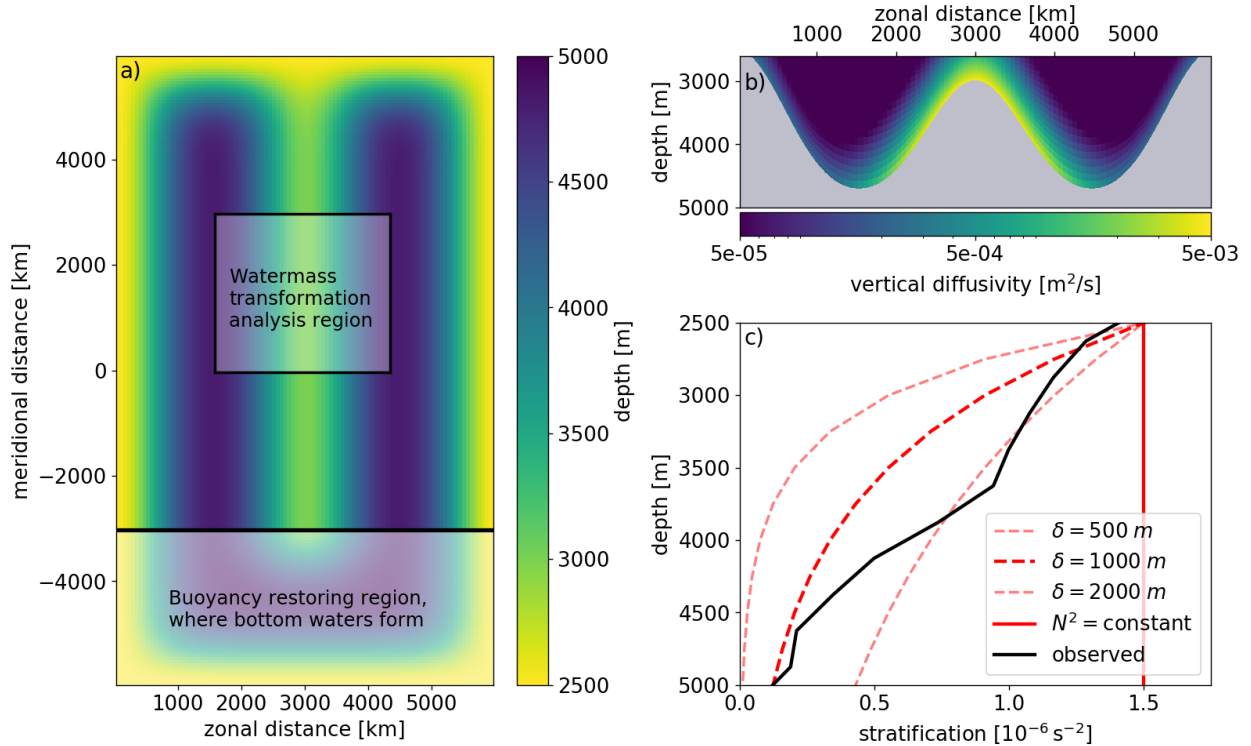 a)
4000
2000
0
−2000
−4000
meridional distance [km]
Watermass
transformation
analysis region
Buoyancy restoring region,
where bottom waters form
1000 2000 3000 4000 5000
zonal distance [km]
5000
4500
4000
3500
3000
2500
depth [m]
zonal distance [km]
1000 2000 3000 4000 5000
b)
3000
4000
5000
depth [m]
5e-05 5e-04 5e-03
vertical diffusivity [m²/s]
c)
2500
3000
3500
4000
4500
5000
depth [m]
δ = 500 m
δ = 1000 m
δ = 2000 m
N² = constant
observed
0.0 0.5 1.0 1.5
stratification [10⁻⁶ s⁻²]